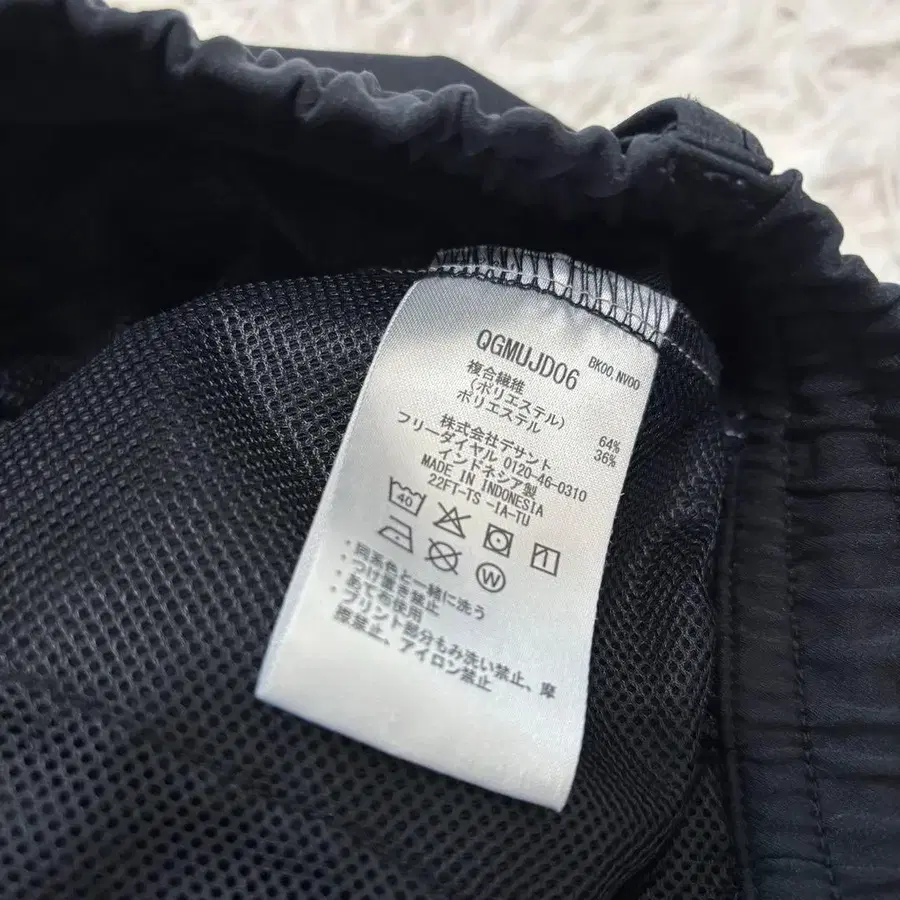 QGMUJD06 BK00,NV00
複合繊維
(ポリエステル) 64%
ポリエステル 36%
株式会社デサント
フリーダイヤル 0120-46-0310
インドネシア製
MADE IN INDONESIA
22FT-TS -IA-TU
40
W
・同系色と一緒に洗う
・つけ置き禁止
・あて布使用
・プリント部分もみ洗い禁止、摩
擦禁止、アイロン禁止